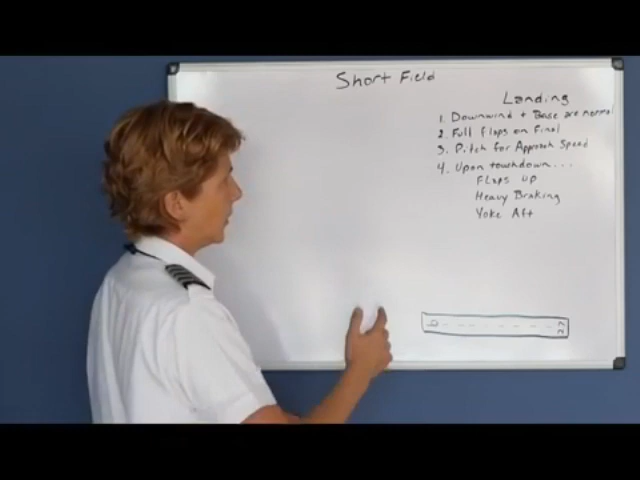 Short Field
Landing
1. Downwind + Base are normal
2. Full flaps on Final
3. Pitch for Approach Speed
4. Upon touchdown...
Flaps UP
Heavy Braking
Yoke Aft
22